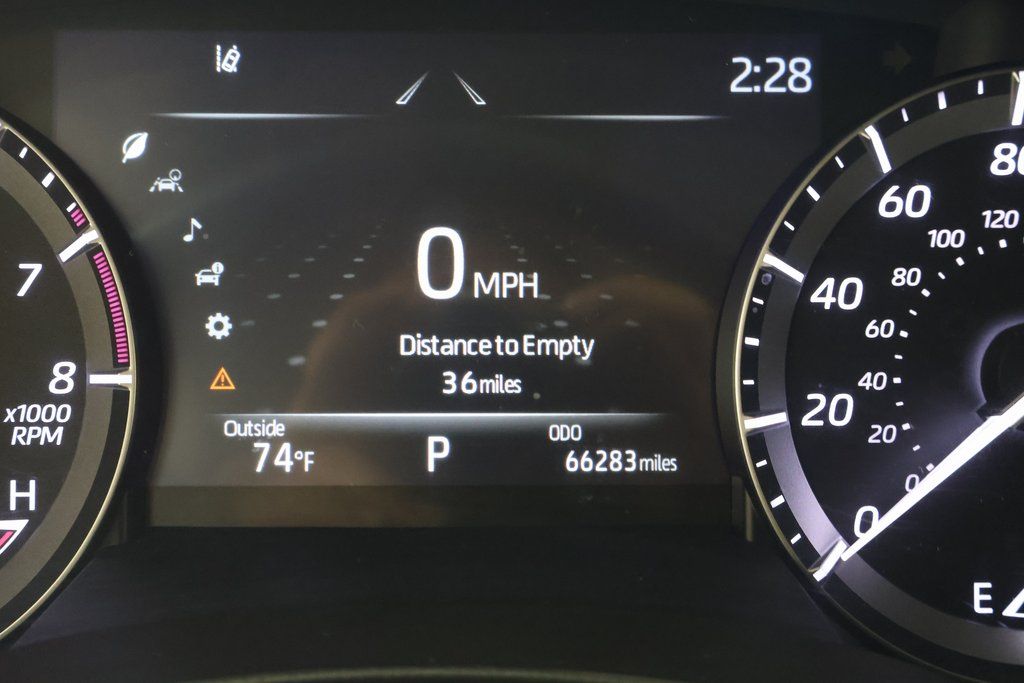 2:28
0 MPH
Distance to Empty
36 miles
Outside
74°F
P
ODO
66283 miles
7
8
x1000
RPM
H
80
60
40
20
0
120
100
80
60
40
20
0
E